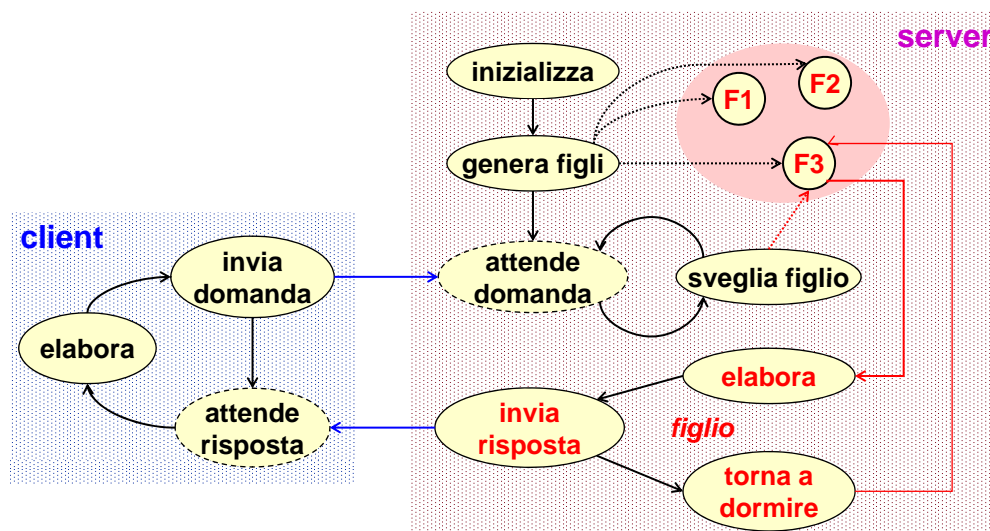 server
inizializza
F1
F2
genera figli
F3
client
invia
domanda
attende
domanda
sveglia figlio
elabora
elabora
attende
risposta
invia
risposta
figlio
torna a
dormire